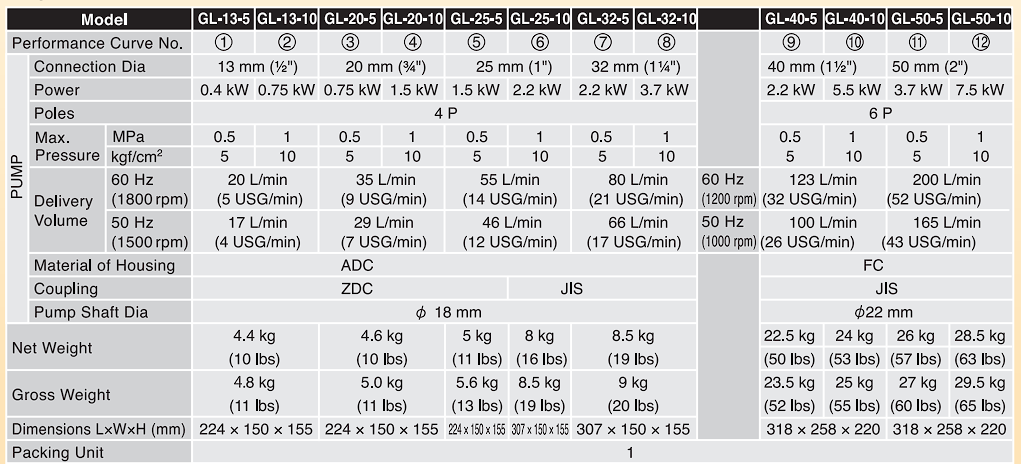 Model GL-13-5 GL-13-10 GL-20-5 GL-20-10 GL-25-5 GL-25-10 GL-32-5 GL-32-10 GL-40-5 GL-40-10 GL-50-5 GL-50-10
Performance Curve No. ① ② ③ ④ ⑤ ⑥ ⑦ ⑧ ⑨ ⑩ ⑪ ⑫
PUMP
Connection Dia 13 mm (½") 20 mm (¾") 25 mm (1") 32 mm (1¼") 40 mm (1½") 50 mm (2")
Power 0.4 kW 0.75 kW 0.75 kW 1.5 kW 1.5 kW 2.2 kW 2.2 kW 3.7 kW 2.2 kW 5.5 kW 3.7 kW 7.5 kW
Poles 4 P 6 P
Max. Pressure
MPa 0.5 1 0.5 1 0.5 1 0.5 1 0.5 1 0.5 1
kgf/cm² 5 10 5 10 5 10 5 10 5 10 5 10
Delivery Volume
60 Hz 20 L/min 35 L/min 55 L/min 80 L/min 60 Hz 123 L/min 200 L/min
(1800 rpm) (5 USG/min) (9 USG/min) (14 USG/min) (21 USG/min) (1200 rpm) (32 USG/min) (52 USG/min)
50 Hz 17 L/min 29 L/min 46 L/min 66 L/min 50 Hz 100 L/min 165 L/min
(1500 rpm) (4 USG/min) (7 USG/min) (12 USG/min) (17 USG/min) (1000 rpm) (26 USG/min) (43 USG/min)
Material of Housing ADC FC
Coupling ZDC JIS JIS
Pump Shaft Dia ϕ 18 mm ϕ22 mm
Net Weight 4.4 kg 4.6 kg 5 kg 8 kg 8.5 kg 22.5 kg 24 kg 26 kg 28.5 kg
(10 lbs) (10 lbs) (11 lbs) (16 lbs) (19 lbs) (50 lbs) (53 lbs) (57 lbs) (63 lbs)
Gross Weight 4.8 kg 5.0 kg 5.6 kg 8.5 kg 9 kg 23.5 kg 25 kg 27 kg 29.5 kg
(11 lbs) (11 lbs) (13 lbs) (19 lbs) (20 lbs) (52 lbs) (55 lbs) (60 lbs) (65 lbs)
Dimensions L×W×H (mm) 224 × 150 × 155 224 × 150 × 155 224 × 150 × 155 307 × 150 × 155 307 × 150 × 155 318 × 258 × 220 318 × 258 × 220
Packing Unit 1